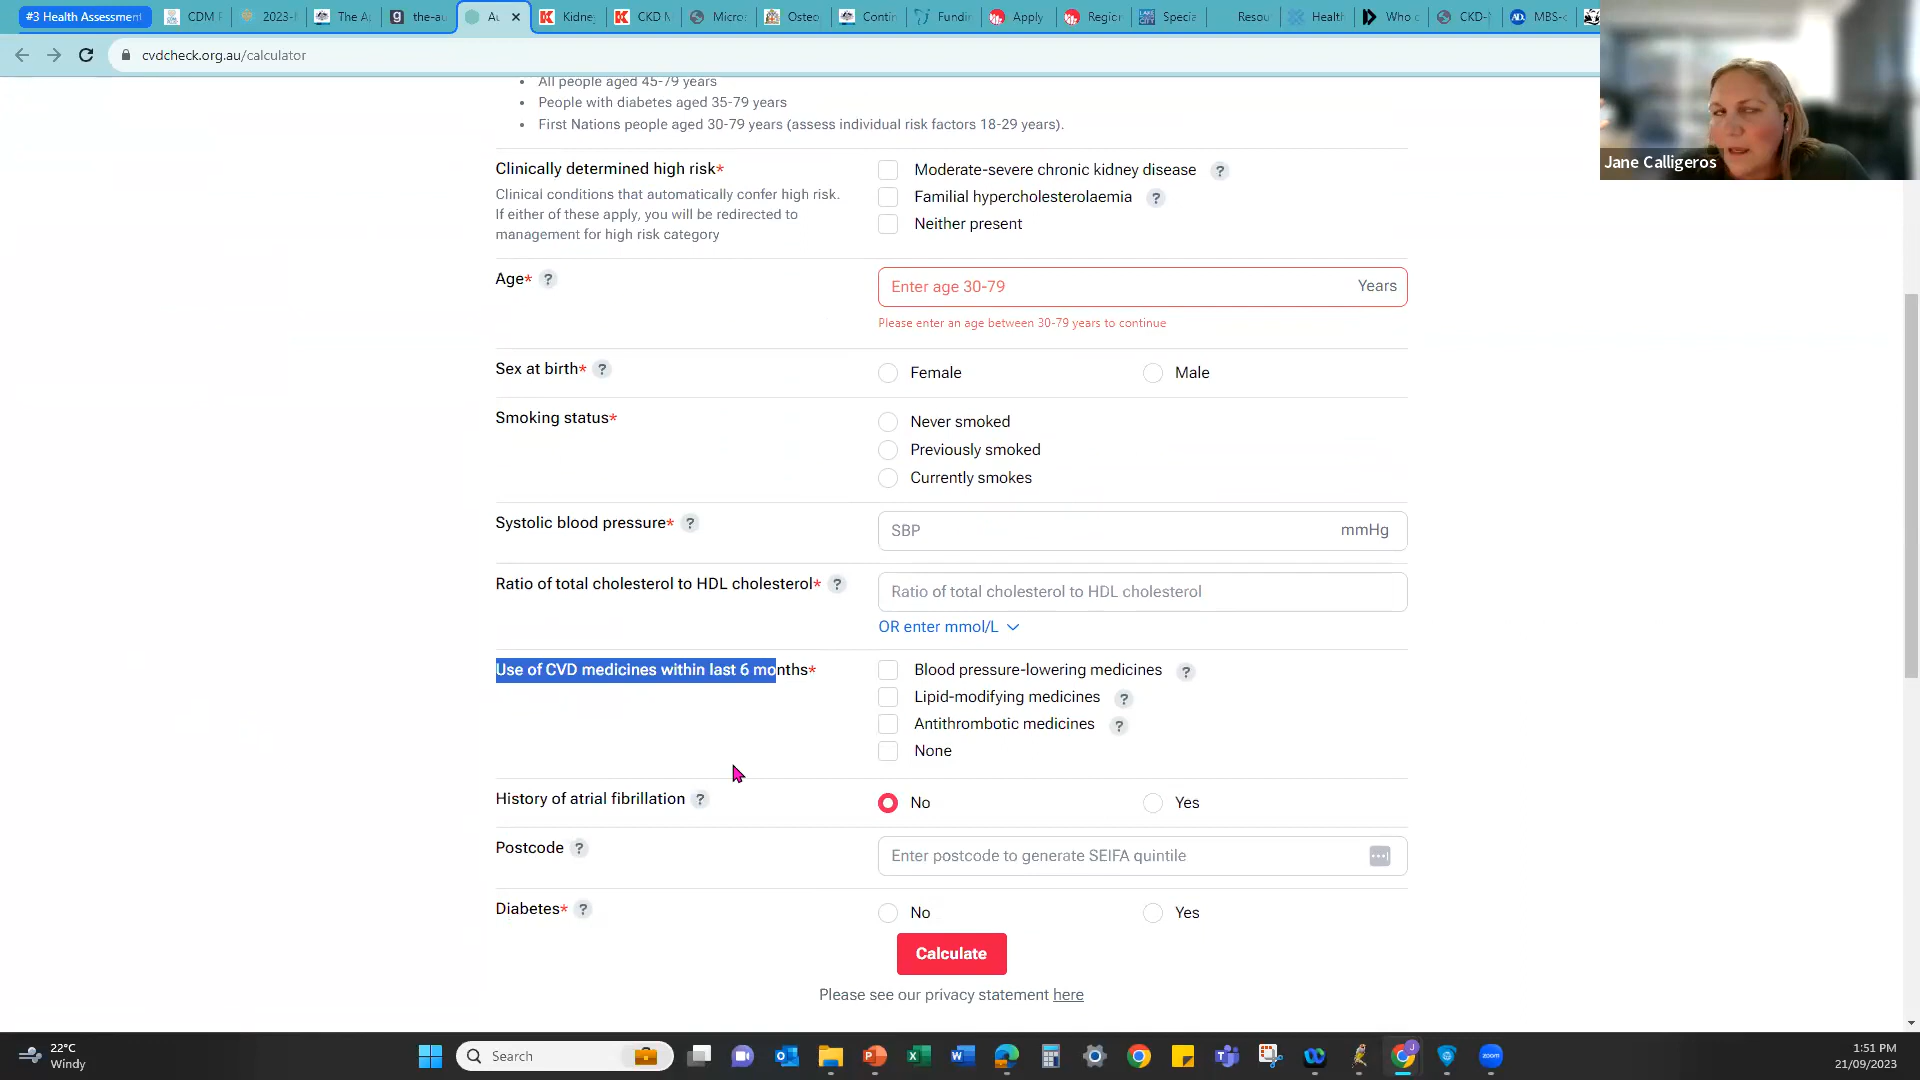 #3 Health Assessment
CDM
2023-
The A
the-au
Au
Kidne
CKD M
Micro
Osteo
Contin
Fundin
Apply
Region
Specia
Resou
Health
Who c
CKD-
MBS-
cvdcheck.org.au/calculator
Jane Calligeros
• All people aged 45-79 years
• People with diabetes aged 35-79 years
• First Nations people aged 30-79 years (assess individual risk factors 18-29 years).
Clinically determined high risk*
Clinical conditions that automatically confer high risk.
If either of these apply, you will be redirected to
management for high risk category
Moderate-severe chronic kidney disease ?
Familial hypercholesterolaemia ?
Neither present
Age* ?
Enter age 30-79 Years
Please enter an age between 30-79 years to continue
Sex at birth* ?
Female Male
Smoking status*
Never smoked
Previously smoked
Currently smokes
Systolic blood pressure* ?
SBP mmHg
Ratio of total cholesterol to HDL cholesterol* ?
Ratio of total cholesterol to HDL cholesterol
OR enter mmol/L
Use of CVD medicines within last 6 months*
Blood pressure-lowering medicines ?
Lipid-modifying medicines ?
Antithrombotic medicines ?
None
History of atrial fibrillation ?
No Yes
Postcode ?
Enter postcode to generate SEIFA quintile
Diabetes* ?
No Yes
Calculate
Please see our privacy statement here
22°C
Windy
Search
zoom
1:51 PM
21/09/2023